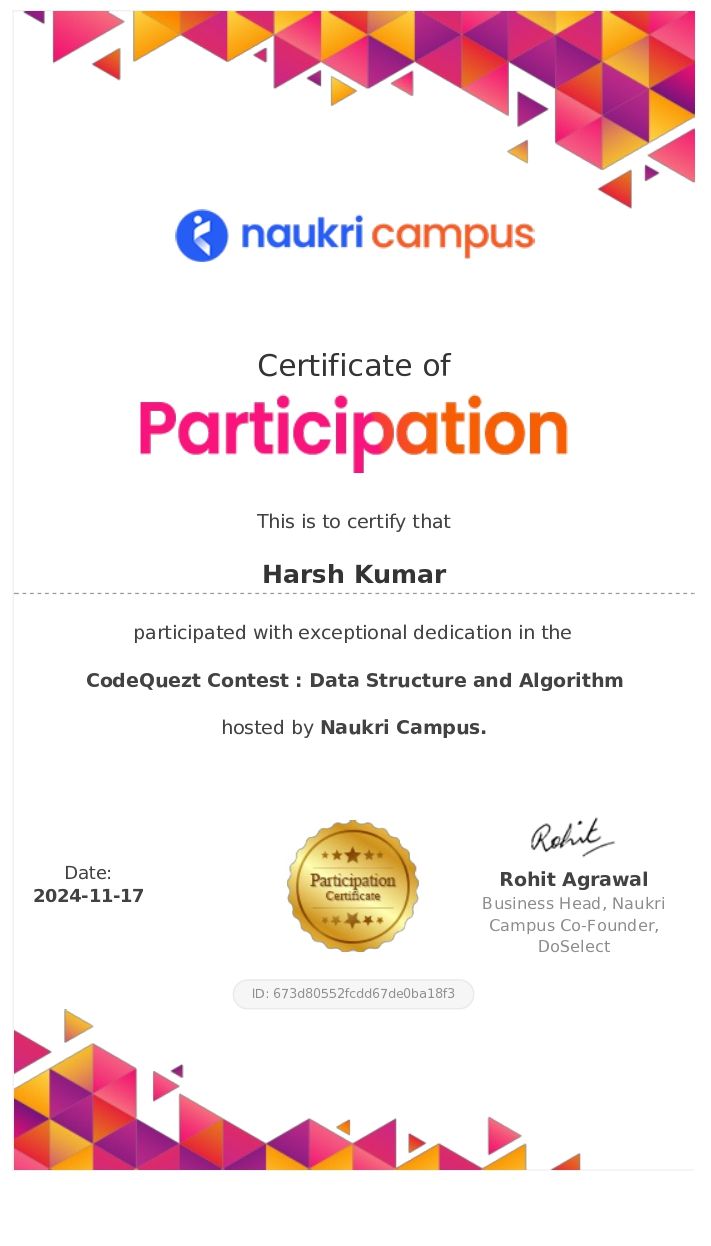 naukri campus
Certificate of
Participation
This is to certify that
Harsh Kumar
participated with exceptional dedication in the
CodeQuezt Contest : Data Structure and Algorithm
hosted by Naukri Campus.
Date:
2024-11-17
Participation
Certificate
Rohit
Rohit Agrawal
Business Head, Naukri
Campus Co-Founder,
DoSelect
ID: 673d80552fcdd67de0ba18f3